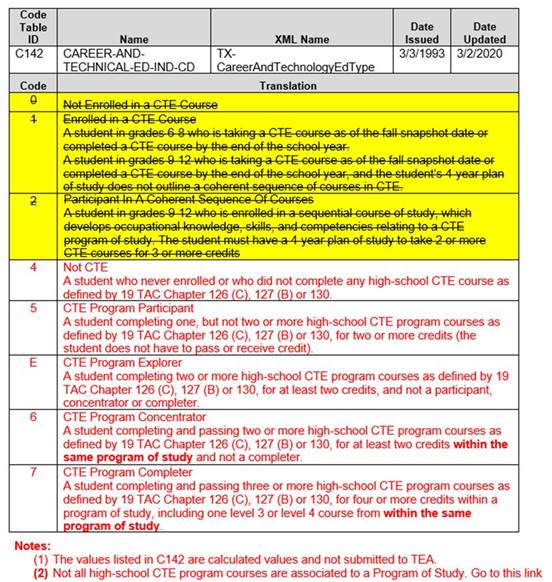 Code Table ID Name XML Name Date Issued Date Updated
C142 CAREER-AND-TECHNICAL-ED-IND-CD TX-CareerAndTechnologyEdType 3/3/1993 3/2/2020
Code Translation
0 Not Enrolled in a CTE Course
1 Enrolled in a CTE Course
A student in grades 6-8 who is taking a CTE course as of the fall snapshot date or
completed a CTE course by the end of the school year.
A student in grades 9-12 who is taking a CTE course as of the fall snapshot date or
completed a CTE course by the end of the school year, and the student's 4 year plan
of study does not outline a coherent sequence of courses in CTE.
2 Participant In A Coherent Sequence Of Courses
A student in grades 9-12 who is enrolled in a sequential course of study, which
develops occupational knowledge, skills, and competencies relating to a CTE
program of study. The student must have a 4 year plan of study to take 2 or more
CTE courses for 3 or more credits
4 Not CTE
A student who never enrolled or who did not complete any high-school CTE course as
defined by 19 TAC Chapter 126 (C), 127 (B) or 130.
5 CTE Program Participant
A student completing one, but not two or more high-school CTE program courses as
defined by 19 TAC Chapter 126 (C), 127 (B) or 130, for two or more credits (the
student does not have to pass or receive credit).
E CTE Program Explorer
A student completing two or more high-school CTE program courses as defined by 19
TAC Chapter 126 (C), 127 (B) or 130, for at least two credits, and not a participant,
concentrator or completer.
6 CTE Program Concentrator
A student completing and passing two or more high-school CTE program courses as
defined by 19 TAC Chapter 126 (C), 127 (B) or 130, for at least two credits within the
same program of study and not a completer.
7 CTE Program Completer
A student completing and passing three or more high-school CTE program courses as
defined by 19 TAC Chapter 126 (C), 127 (B) or 130, for four or more credits within a
program of study, including one level 3 or level 4 course from within the same
program of study.
Notes:
(1) The values listed in C142 are calculated values and not submitted to TEA.
(2) Not all high-school CTE program courses are associated to a Program of Study. Go to this link